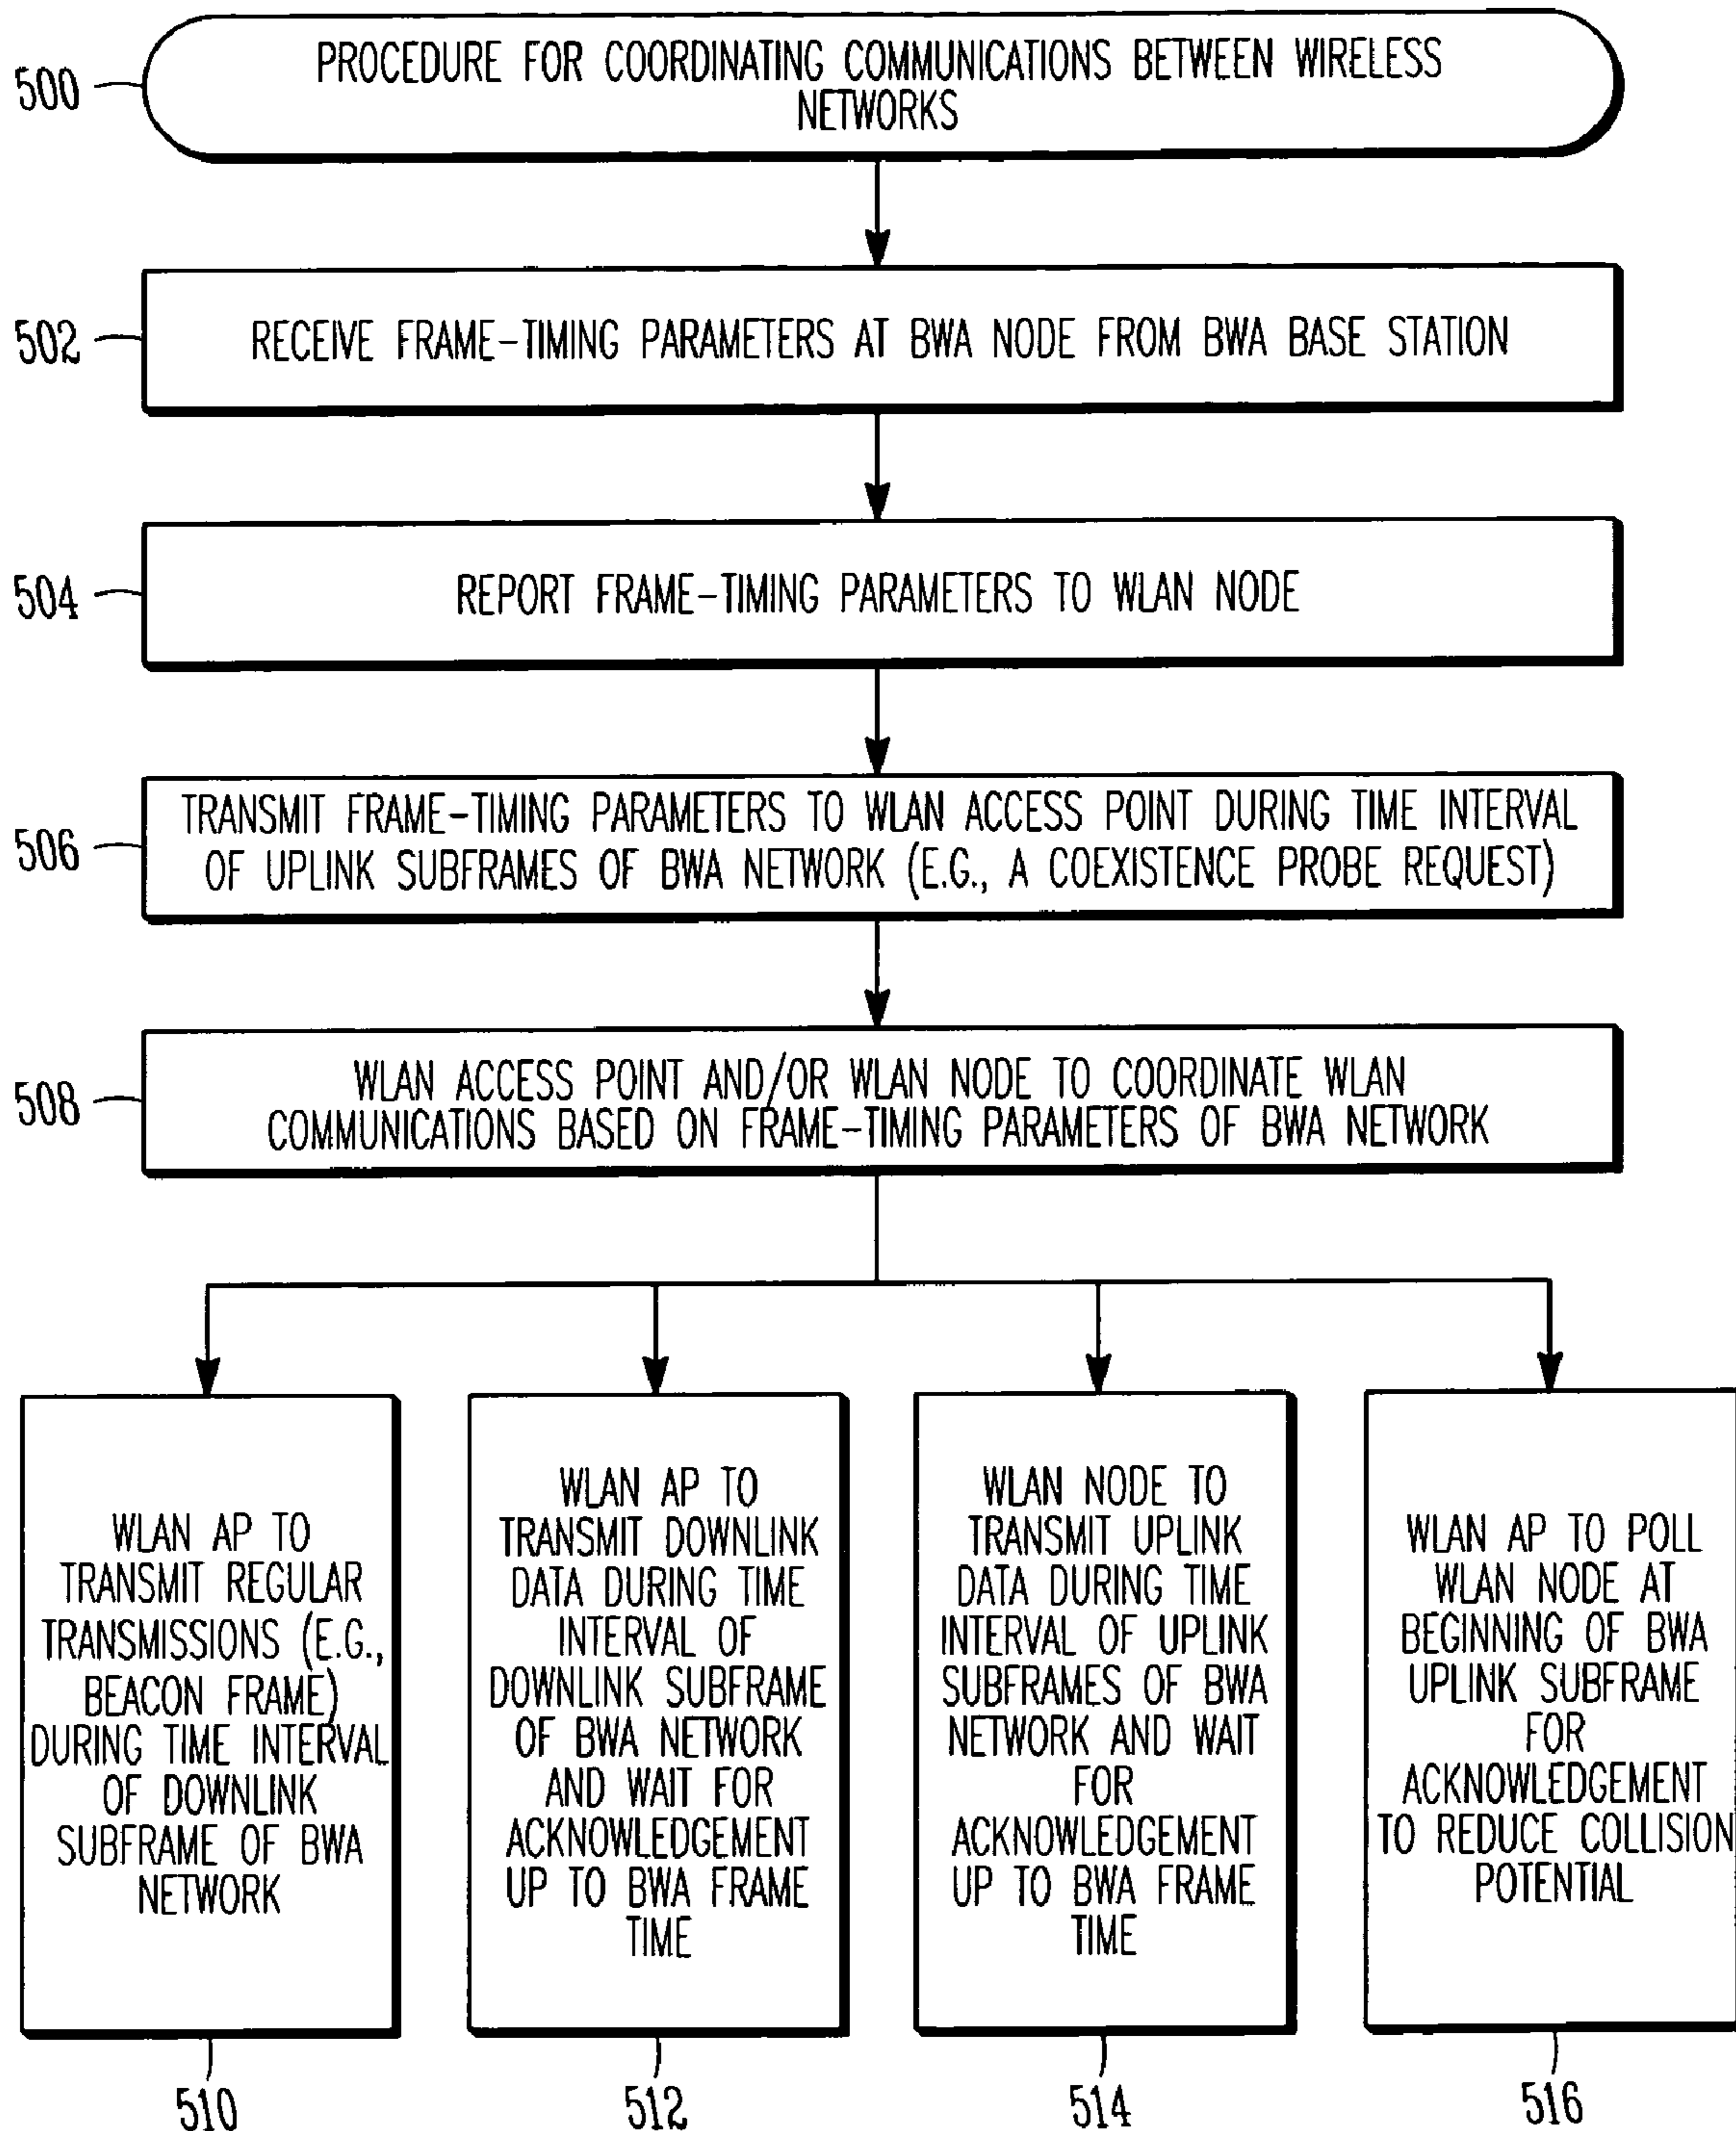 PROCEDURE FOR COORDINATING COMMUNICATIONS BETWEEN WIRELESS
NETWORKS
500
502
RECEIVE FRAME-TIMING PARAMETERS AT BWA NODE FROM BWA BASE STATION
504
REPORT FRAME-TIMING PARAMETERS TO WLAN NODE
506
TRANSMIT FRAME-TIMING PARAMETERS TO WLAN ACCESS POINT DURING TIME INTERVAL
OF UPLINK SUBFRAMES OF BWA NETWORK (E.G., A COEXISTENCE PROBE REQUEST)
508
WLAN ACCESS POINT AND/OR WLAN NODE TO COORDINATE WLAN
COMMUNICATIONS BASED ON FRAME-TIMING PARAMETERS OF BWA NETWORK
WLAN AP TO
TRANSMIT REGULAR
TRANSMISSIONS (E.G.,
BEACON FRAME)
DURING TIME INTERVAL
OF DOWNLINK
SUBFRAME OF BWA
NETWORK
510
WLAN AP TO
TRANSMIT DOWNLINK
DATA DURING TIME
INTERVAL OF
DOWNLINK SUBFRAME
OF BWA NETWORK
AND WAIT FOR
ACKNOWLEDGEMENT
UP TO BWA FRAME
TIME
512
WLAN NODE TO
TRANSMIT UPLINK
DATA DURING TIME
INTERVAL OF UPLINK
SUBFRAMES OF BWA
NETWORK AND WAIT
FOR
ACKNOWLEDGEMENT
UP TO BWA FRAME
TIME
514
WLAN AP TO POLL
WLAN NODE AT
BEGINNING OF BWA
UPLINK SUBFRAME
FOR
ACKNOWLEDGEMENT
TO REDUCE COLLISION
POTENTIAL
516